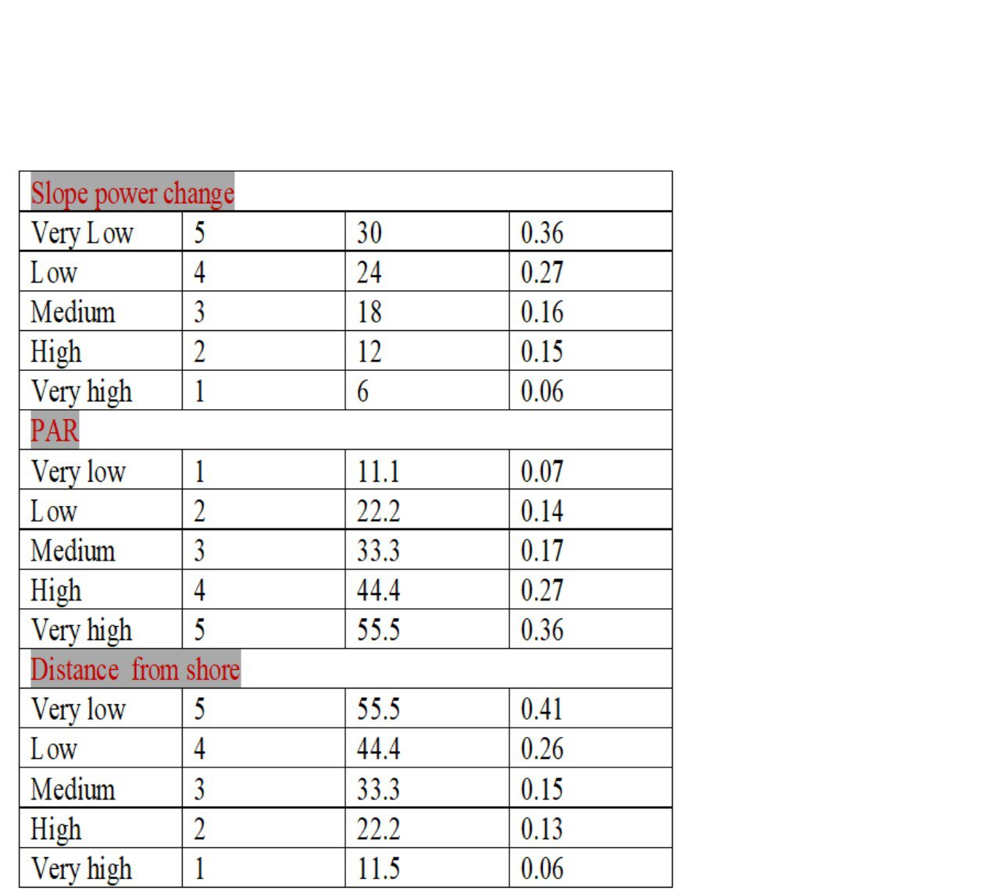 Slope power change
Very Low 5 30 0.36
Low 4 24 0.27
Medium 3 18 0.16
High 2 12 0.15
Very high 1 6 0.06
PAR
Very low 1 11.1 0.07
Low 2 22.2 0.14
Medium 3 33.3 0.17
High 4 44.4 0.27
Very high 5 55.5 0.36
Distance from shore
Very low 5 55.5 0.41
Low 4 44.4 0.26
Medium 3 33.3 0.15
High 2 22.2 0.13
Very high 1 11.5 0.06